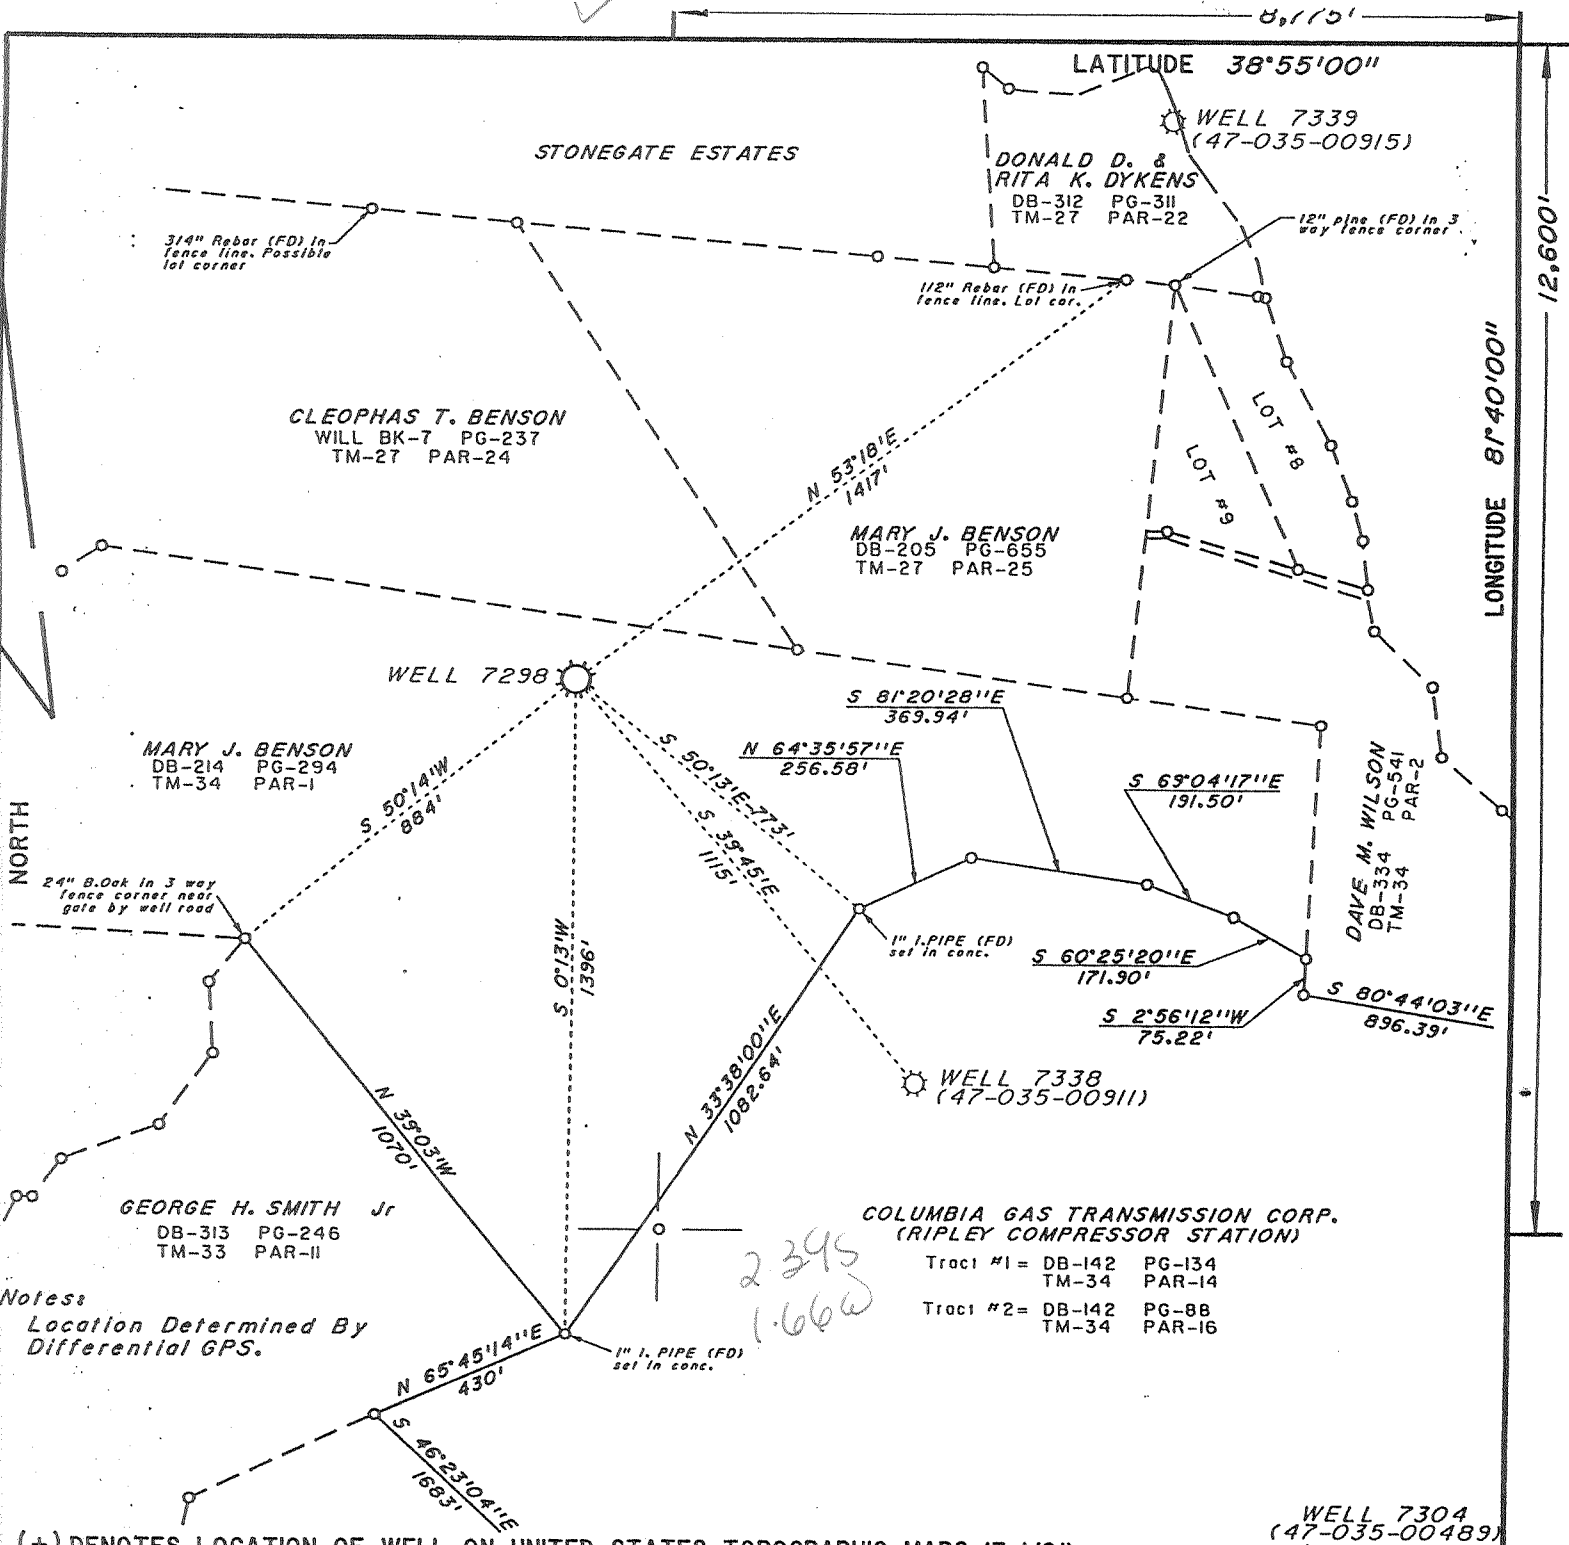 8,775'
LATITUDE 38°55'00"
WELL 7339
(47-035-00915)
STONEGATE ESTATES
DONALD D. &
RITA K. DYKENS
DB-312 PG-311
TM-27 PAR-22
12" pine (FD) in 3
way fence corner
12,600'
3/4" Rebar (FD) in
fence line. Possible
lot corner
1/2" Rebar (FD) in
fence line. Lot cor.
LONGITUDE 81°40'00"
CLEOPHAS T. BENSON
WILL BK-7 PG-237
TM-27 PAR-24
LOT #8
LOT #9
N 53°18'E
1417'
MARY J. BENSON
DB-205 PG-655
TM-27 PAR-25
WELL 7298
S 81°20'28"E
369.94'
N 64°35'57"E
256.58'
S 69°04'17"E
191.50'
MARY J. BENSON
DB-214 PG-294
TM-34 PAR-1
S 50°14'W
884'
S 50°13'E-773'
S 39°45'E
1115'
DAVE M. WILSON
DB-334 PG-541
TM-34 PAR-2
NORTH
24" B.Oak in 3 way
fence corner near
gate by well road
S 0°13'W
1396'
1" I.PIPE (FD)
set in conc.
S 60°25'20"E
171.90'
S 2°56'12"W
75.22'
S 80°44'03"E
896.39'
N 33°38'00"E
1082.64'
WELL 7338
(47-035-00911)
N 39°03'W
1070'
GEORGE H. SMITH Jr
DB-313 PG-246
TM-33 PAR-11
COLUMBIA GAS TRANSMISSION CORP.
(RIPLEY COMPRESSOR STATION)
Tract #1 = DB-142 PG-134
TM-34 PAR-14
Tract #2= DB-142 PG-88
TM-34 PAR-16
2.39S
1.66W
Notes:
Location Determined By
Differential GPS.
1" I. PIPE (FD)
set in conc.
N 65°45'14"E
430'
S 46°23'04"E
1683'
WELL 7304
(47-035-00489)
(+) DENOTES LOCATION OF WELL ON UNITED STATES TOPOGRAPHIC MAPS